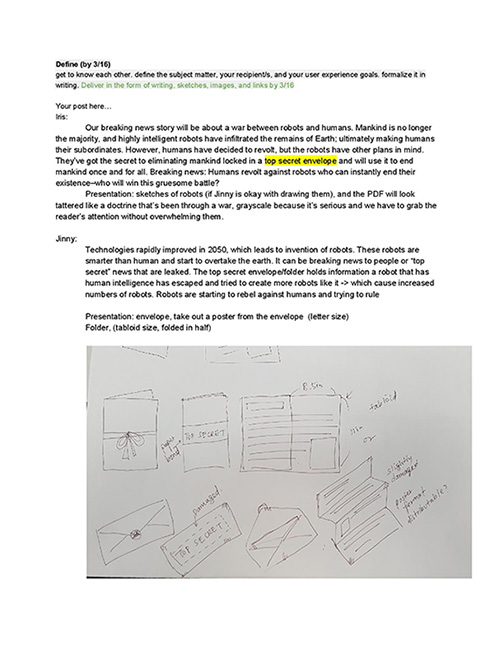 Define (by 3/16)
get to know each other. define the subject matter, your recipient/s, and your user experience goals. formalize it in
writing. Deliver in the form of writing, sketches, images, and links by 3/16
Your post here…
Iris:
Our breaking news story will be about a war between robots and humans. Mankind is no longer
the majority, and highly intelligent robots have infiltrated the remains of Earth; ultimately making humans
their subordinates. However, humans have decided to revolt, but the robots have other plans in mind.
They've got the secret to eliminating mankind locked in a top secret envelope and will use it to end
mankind once and for all. Breaking news: Humans revolt against robots who can instantly end their
existence–who will win this gruesome battle?
Presentation: sketches of robots (if Jinny is okay with drawing them), and the PDF will look
tattered like a doctrine that's been through a war, grayscale because it's serious and we have to grab the
reader's attention without overwhelming them.
Jinny:
Technologies rapidly improved in 2050, which leads to invention of robots. These robots are
smarter than human and start to overtake the earth. It can be breaking news to people or "top
secret" news that are leaked. The top secret envelope/folder holds information a robot that has
human intelligence has escaped and tried to create more robots like it -> which cause increased
numbers of robots. Robots are starting to rebel against humans and trying to rule
Presentation: envelope, take out a poster from the envelope (letter size)
Folder, (tabloid size, folded in half)
8.5in
tabloid
paper
band
TOP SECRET
11in
or
slightly
damaged
damaged
TOP SECRET
paper
format
distributable?